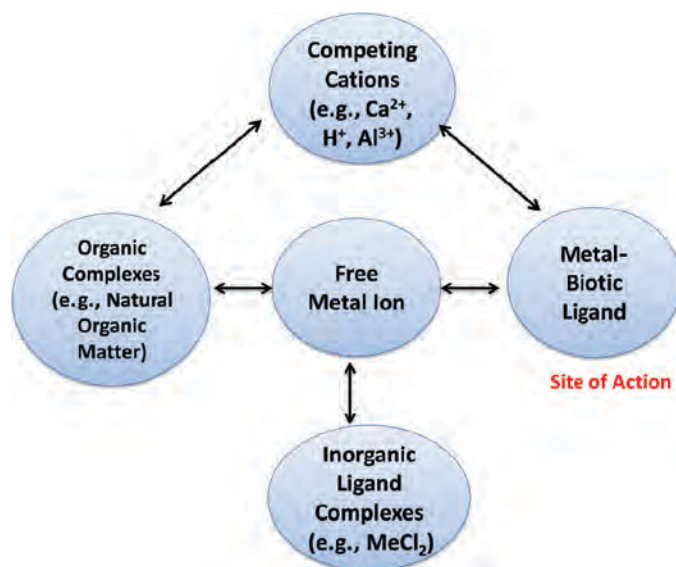 Competing
Cations
(e.g., Ca²⁺,
H⁺, Al³⁺)
Organic
Complexes
(e.g., Natural
Organic
Matter)
Free
Metal Ion
Metal-
Biotic
Ligand
Site of Action
Inorganic
Ligand
Complexes
(e.g., MeCl₂)